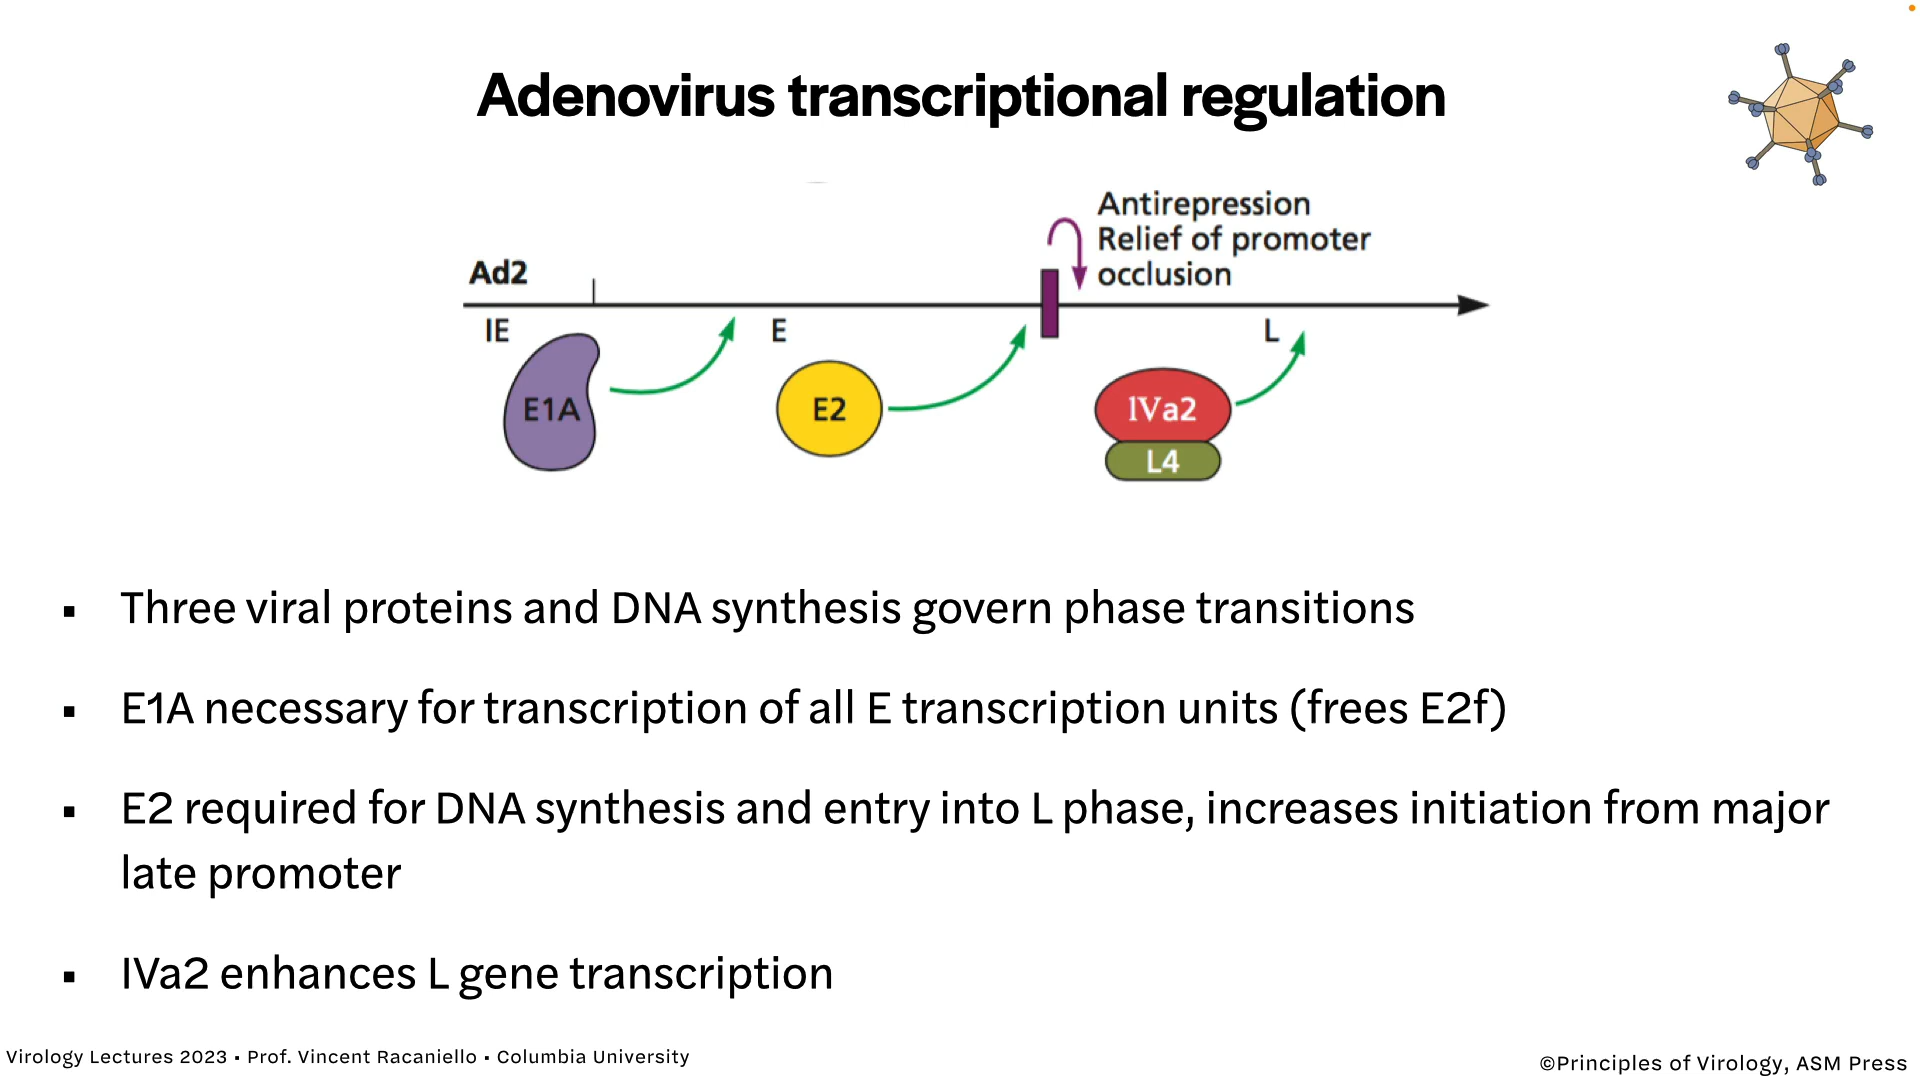 Adenovirus transcriptional regulation
Antirepression
Relief of promoter
occlusion
Ad2
IE
E
L
E1A
E2
IVa2
L4
▪ Three viral proteins and DNA synthesis govern phase transitions
▪ E1A necessary for transcription of all E transcription units (frees E2f)
▪ E2 required for DNA synthesis and entry into L phase, increases initiation from major
late promoter
▪ IVa2 enhances L gene transcription
Virology Lectures 2023 ▪ Prof. Vincent Racaniello ▪ Columbia University
©Principles of Virology, ASM Press